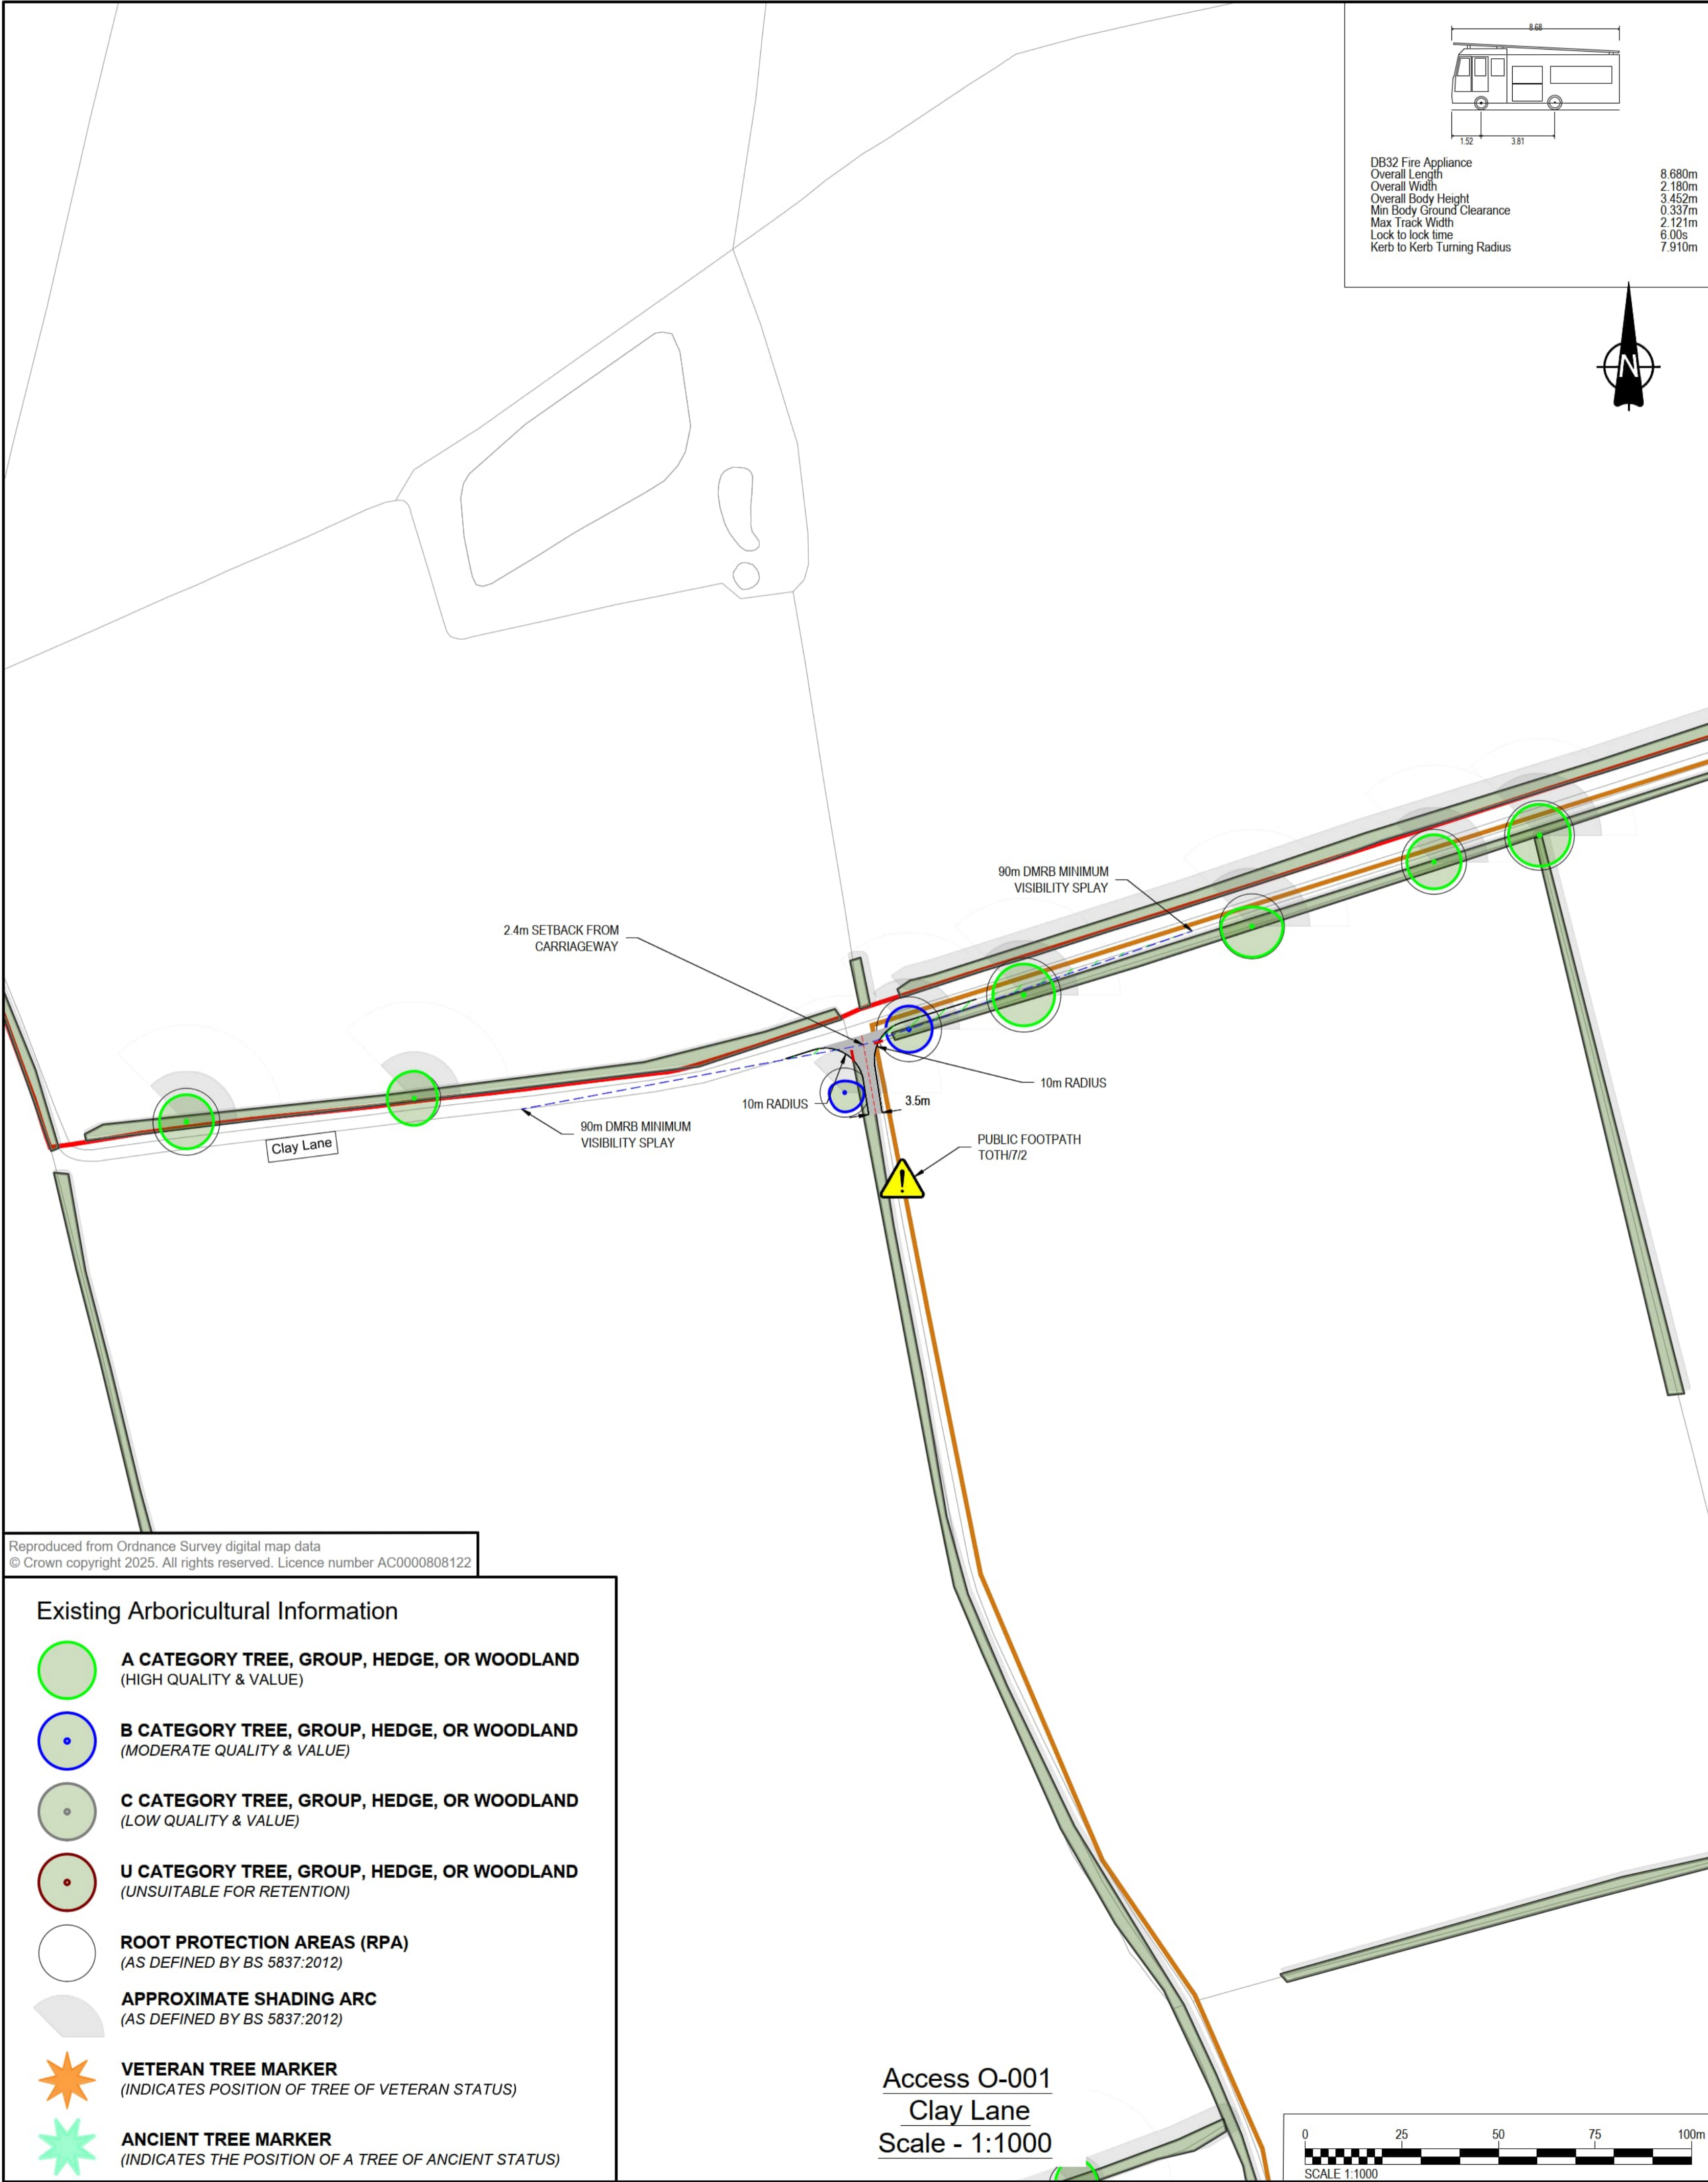 8.68
1.52 3.81
DB32 Fire Appliance
Overall Length 8.680m
Overall Width 2.180m
Overall Body Height 3.452m
Min Body Ground Clearance 0.337m
Max Track Width 2.121m
Lock to lock time 6.00s
Kerb to Kerb Turning Radius 7.910m
N
90m DMRB MINIMUM
VISIBILITY SPLAY
2.4m SETBACK FROM
CARRIAGEWAY
10m RADIUS
10m RADIUS
3.5m
90m DMRB MINIMUM
VISIBILITY SPLAY
Clay Lane
PUBLIC FOOTPATH
TOTH/7/2
!
Reproduced from Ordnance Survey digital map data
© Crown copyright 2025. All rights reserved. Licence number AC0000808122
Existing Arboricultural Information
A CATEGORY TREE, GROUP, HEDGE, OR WOODLAND
(HIGH QUALITY & VALUE)
B CATEGORY TREE, GROUP, HEDGE, OR WOODLAND
(MODERATE QUALITY & VALUE)
C CATEGORY TREE, GROUP, HEDGE, OR WOODLAND
(LOW QUALITY & VALUE)
U CATEGORY TREE, GROUP, HEDGE, OR WOODLAND
(UNSUITABLE FOR RETENTION)
ROOT PROTECTION AREAS (RPA)
(AS DEFINED BY BS 5837:2012)
APPROXIMATE SHADING ARC
(AS DEFINED BY BS 5837:2012)
VETERAN TREE MARKER
(INDICATES POSITION OF TREE OF VETERAN STATUS)
ANCIENT TREE MARKER
(INDICATES THE POSITION OF A TREE OF ANCIENT STATUS)
Access O-001
Clay Lane
Scale - 1:1000
0 25 50 75 100m
SCALE 1:1000